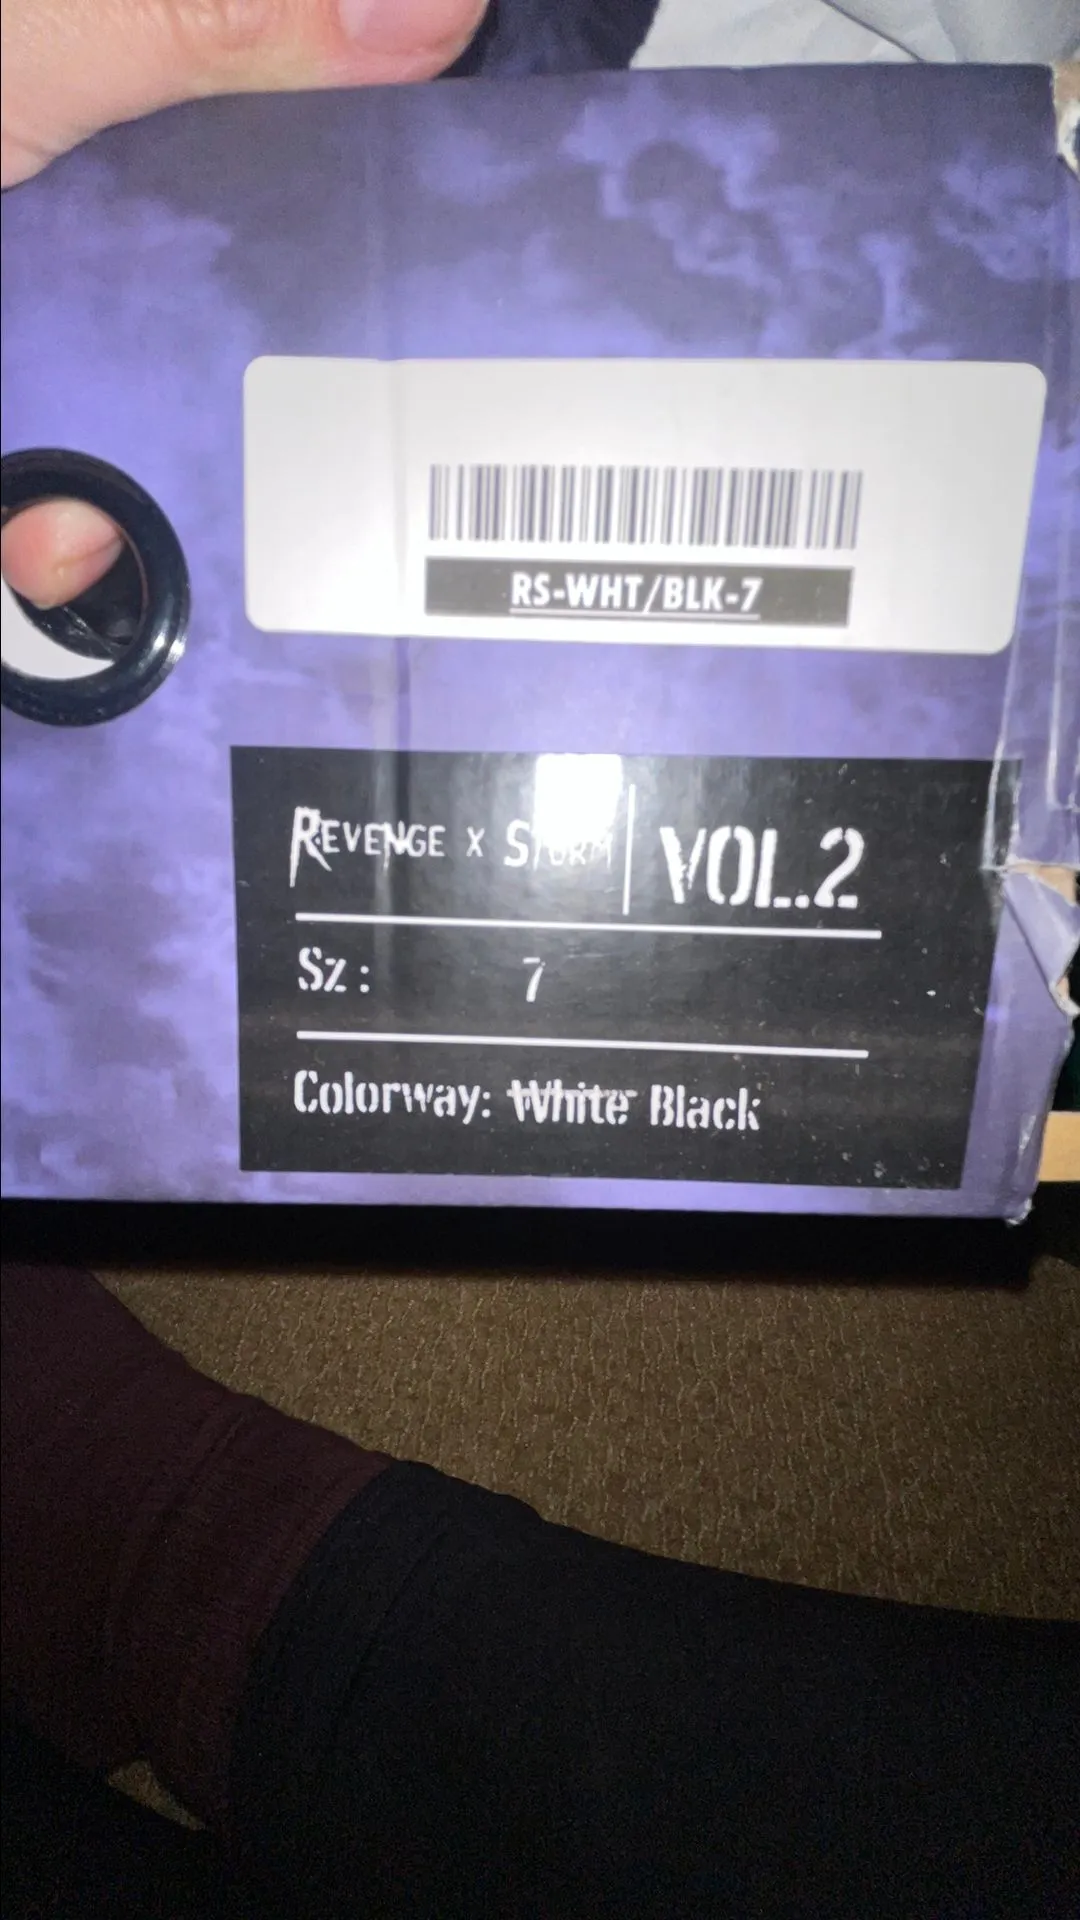 RS-WHT/BLK-7
REVENGE X STORM VOL.2
Sz: 7
Colorway: White Black